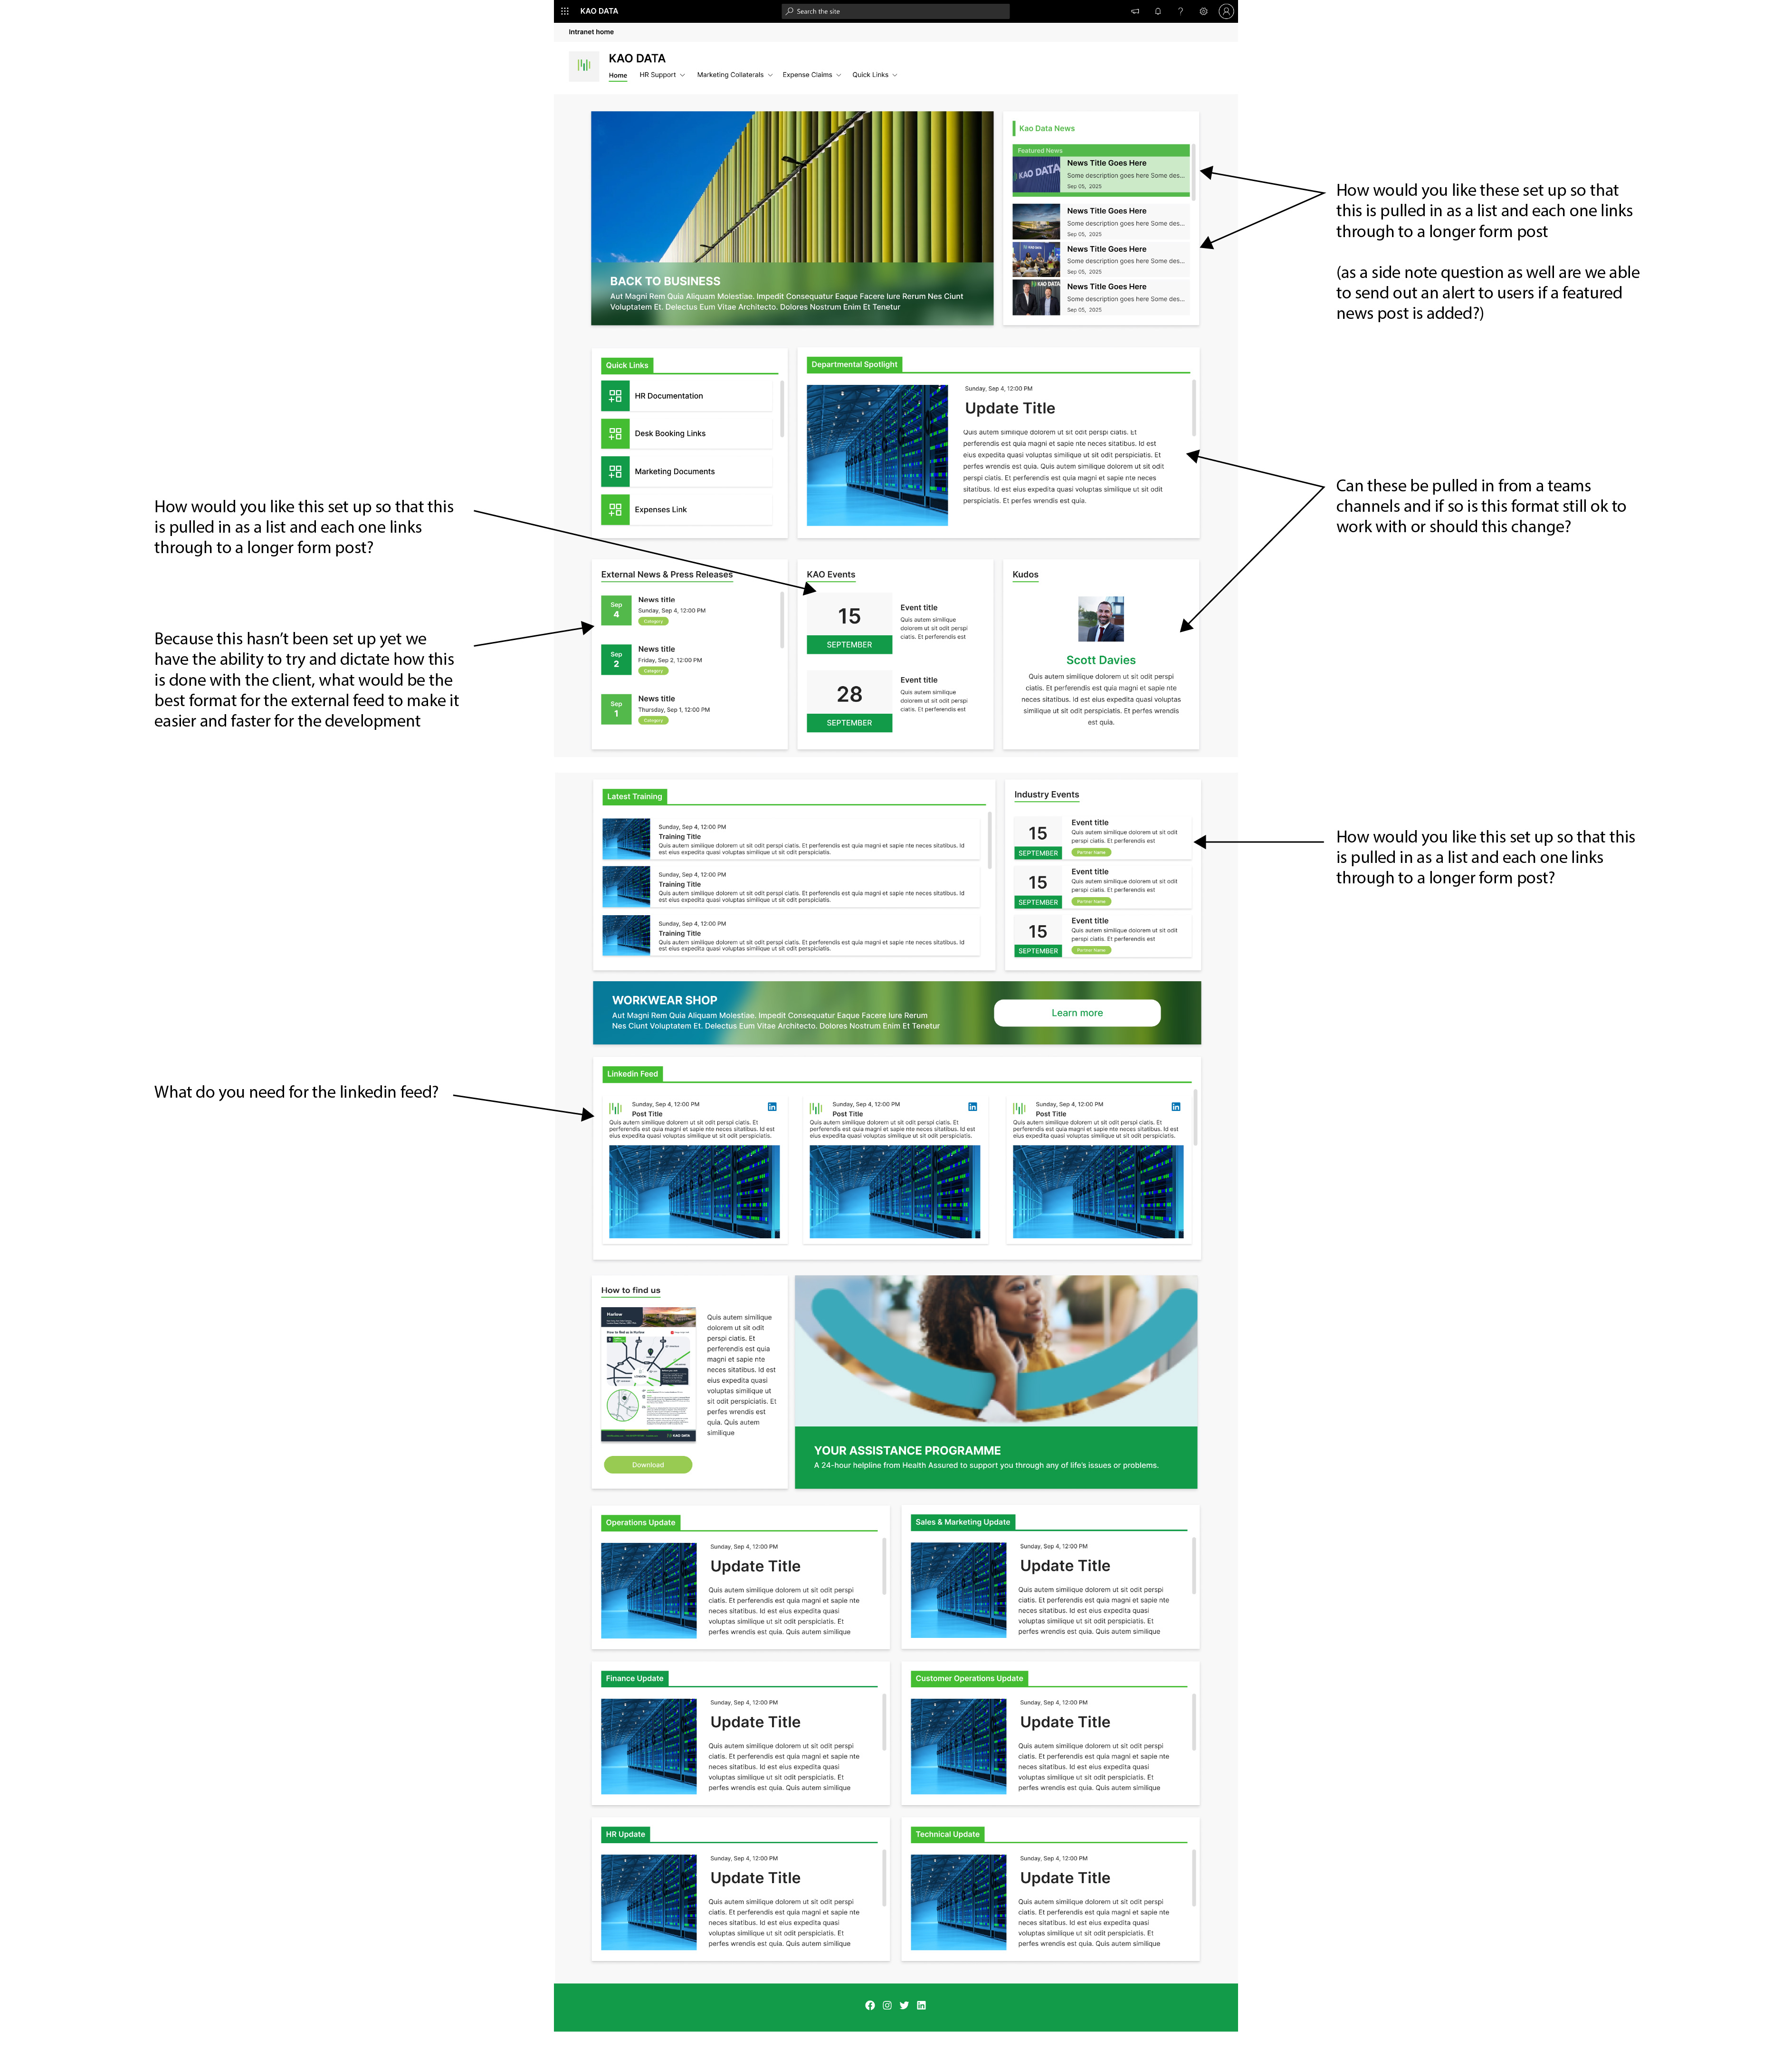 KAO DATA
Search the site
Intranet home
KAO DATA
Home
HR Support
Marketing Collaterals
Expense Claims
Quick Links
BACK TO BUSINESS
Aut Magni Rem Quia Aliquam Molestiae. Impedit Consequatur Eaque Facere Iure Rerum Nes Ciunt
Voluptatem Et. Delectus Eum Vitae Architecto. Dolores Nostrum Enim Et Tenetur
Kao Data News
Featured News
KAO DATA
News Title Goes Here
Some description goes here Some des...
Sep 05, 2025
News Title Goes Here
Some description goes here Some des...
Sep 05, 2025
KAO DATA
News Title Goes Here
Some description goes here Some des...
Sep 05, 2025
KAO DATA
News Title Goes Here
Some description goes here Some des...
Sep 05, 2025
How would you like these set up so that
this is pulled in as a list and each one links
through to a longer form post
(as a side note question as well are we able
to send out an alert to users if a featured
news post is added?)
Quick Links
HR Documentation
Desk Booking Links
Marketing Documents
Expenses Link
Departmental Spotlight
Sunday, Sep 4, 12:00 PM
Update Title
Quis autem similique dolorem ut sit odit perspi ciatis. Et
perferendis est quia magni et sapie nte neces sitatibus. Id est
eius expedita quasi voluptas similique ut sit odit perspiciatis. Et
perfes wrendis est quia. Quis autem similique dolorem ut sit odit
perspi ciatis. Et perferendis est quia magni et sapie nte neces
sitatibus. Id est eius expedita quasi voluptas similique ut sit odit
perspiciatis. Et perfes wrendis est quia.
Can these be pulled in from a teams
channels and if so is this format still ok to
work with or should this change?
How would you like this set up so that this
is pulled in as a list and each one links
through to a longer form post?
Because this hasn't been set up yet we
have the ability to try and dictate how this
is done with the client, what would be the
best format for the external feed to make it
easier and faster for the development
External News & Press Releases
Sep
4
News title
Sunday, Sep 4, 12:00 PM
Category
Sep
2
News title
Friday, Sep 2, 12:00 PM
Category
Sep
1
News title
Thursday, Sep 1, 12:00 PM
Category
KAO Events
15
SEPTEMBER
Event title
Quis autem similique
dolorem ut sit odit perspi
ciatis. Et perferendis est
28
SEPTEMBER
Event title
Quis autem similique
dolorem ut sit odit perspi
ciatis. Et perferendis est
Kudos
Scott Davies
Quis autem similique dolorem ut sit odit perspi
ciatis. Et perferendis est quia magni et sapie nte
neces sitatibus. Id est eius expedita quasi voluptas
similique ut sit odit perspiciatis. Et perfes wrendis
est quia.
Latest Training
Sunday, Sep 4, 12:00 PM
Training Title
Quis autem similique dolorem ut sit odit perspi ciatis. Et perferendis est quia magni et sapie nte neces sitatibus. Id
est eius expedita quasi voluptas similique ut sit odit perspiciatis.
Sunday, Sep 4, 12:00 PM
Training Title
Quis autem similique dolorem ut sit odit perspi ciatis. Et perferendis est quia magni et sapie nte neces sitatibus. Id
est eius expedita quasi voluptas similique ut sit odit perspiciatis.
Sunday, Sep 4, 12:00 PM
Training Title
Quis autem similique dolorem ut sit odit perspi ciatis. Et perferendis est quia magni et sapie nte neces sitatibus. Id
est eius expedita quasi voluptas similique ut sit odit perspiciatis.
Industry Events
15
SEPTEMBER
Event title
Quis autem similique dolorem ut sit odit
perspi ciatis. Et perferendis est
Partner Name
15
SEPTEMBER
Event title
Quis autem similique dolorem ut sit odit
perspi ciatis. Et perferendis est
Partner Name
15
SEPTEMBER
Event title
Quis autem similique dolorem ut sit odit
perspi ciatis. Et perferendis est
Partner Name
How would you like this set up so that this
is pulled in as a list and each one links
through to a longer form post?
WORKWEAR SHOP
Aut Magni Rem Quia Aliquam Molestiae. Impedit Consequatur Eaque Facere Iure Rerum
Nes Ciunt Voluptatem Et. Delectus Eum Vitae Architecto. Dolores Nostrum Enim Et Tenetur
Learn more
What do you need for the linkedin feed?
Linkedin Feed
Sunday, Sep 4, 12:00 PM
Post Title
Quis autem similique dolorem ut sit odit perspi ciatis. Et
perferendis est quia magni et sapie nte neces sitatibus. Id est
eius expedita quasi voluptas similique ut sit odit perspiciatis.
Sunday, Sep 4, 12:00 PM
Post Title
Quis autem similique dolorem ut sit odit perspi ciatis. Et
perferendis est quia magni et sapie nte neces sitatibus. Id est
eius expedita quasi voluptas similique ut sit odit perspiciatis.
Sunday, Sep 4, 12:00 PM
Post Title
Quis autem similique dolorem ut sit odit perspi ciatis. Et
perferendis est quia magni et sapie nte neces sitatibus. Id est
eius expedita quasi voluptas similique ut sit odit perspiciatis.
How to find us
Harlow
How to find us in Harlow
LONDON
KAO DATA
Quis autem similique
dolorem ut sit odit
perspi ciatis. Et
perferendis est quia
magni et sapie nte
neces sitatibus. Id est
eius expedita quasi
voluptas similique ut
sit odit perspiciatis. Et
perfes wrendis est
quia. Quis autem
similique
Download
YOUR ASSISTANCE PROGRAMME
A 24-hour helpline from Health Assured to support you through any of life's issues or problems.
Operations Update
Sunday, Sep 4, 12:00 PM
Update Title
Quis autem similique dolorem ut sit odit perspi
ciatis. Et perferendis est quia magni et sapie nte
neces sitatibus. Id est eius expedita quasi
voluptas similique ut sit odit perspiciatis. Et
perfes wrendis est quia. Quis autem similique
Sales & Marketing Update
Sunday, Sep 4, 12:00 PM
Update Title
Quis autem similique dolorem ut sit odit perspi
ciatis. Et perferendis est quia magni et sapie nte
neces sitatibus. Id est eius expedita quasi
voluptas similique ut sit odit perspiciatis. Et
perfes wrendis est quia. Quis autem similique
Finance Update
Sunday, Sep 4, 12:00 PM
Update Title
Quis autem similique dolorem ut sit odit perspi
ciatis. Et perferendis est quia magni et sapie nte
neces sitatibus. Id est eius expedita quasi
voluptas similique ut sit odit perspiciatis. Et
perfes wrendis est quia. Quis autem similique
Customer Operations Update
Sunday, Sep 4, 12:00 PM
Update Title
Quis autem similique dolorem ut sit odit perspi
ciatis. Et perferendis est quia magni et sapie nte
neces sitatibus. Id est eius expedita quasi
voluptas similique ut sit odit perspiciatis. Et
perfes wrendis est quia. Quis autem similique
HR Update
Sunday, Sep 4, 12:00 PM
Update Title
Quis autem similique dolorem ut sit odit perspi
ciatis. Et perferendis est quia magni et sapie nte
neces sitatibus. Id est eius expedita quasi
voluptas similique ut sit odit perspiciatis. Et
perfes wrendis est quia. Quis autem similique
Technical Update
Sunday, Sep 4, 12:00 PM
Update Title
Quis autem similique dolorem ut sit odit perspi
ciatis. Et perferendis est quia magni et sapie nte
neces sitatibus. Id est eius expedita quasi
voluptas similique ut sit odit perspiciatis. Et
perfes wrendis est quia. Quis autem similique